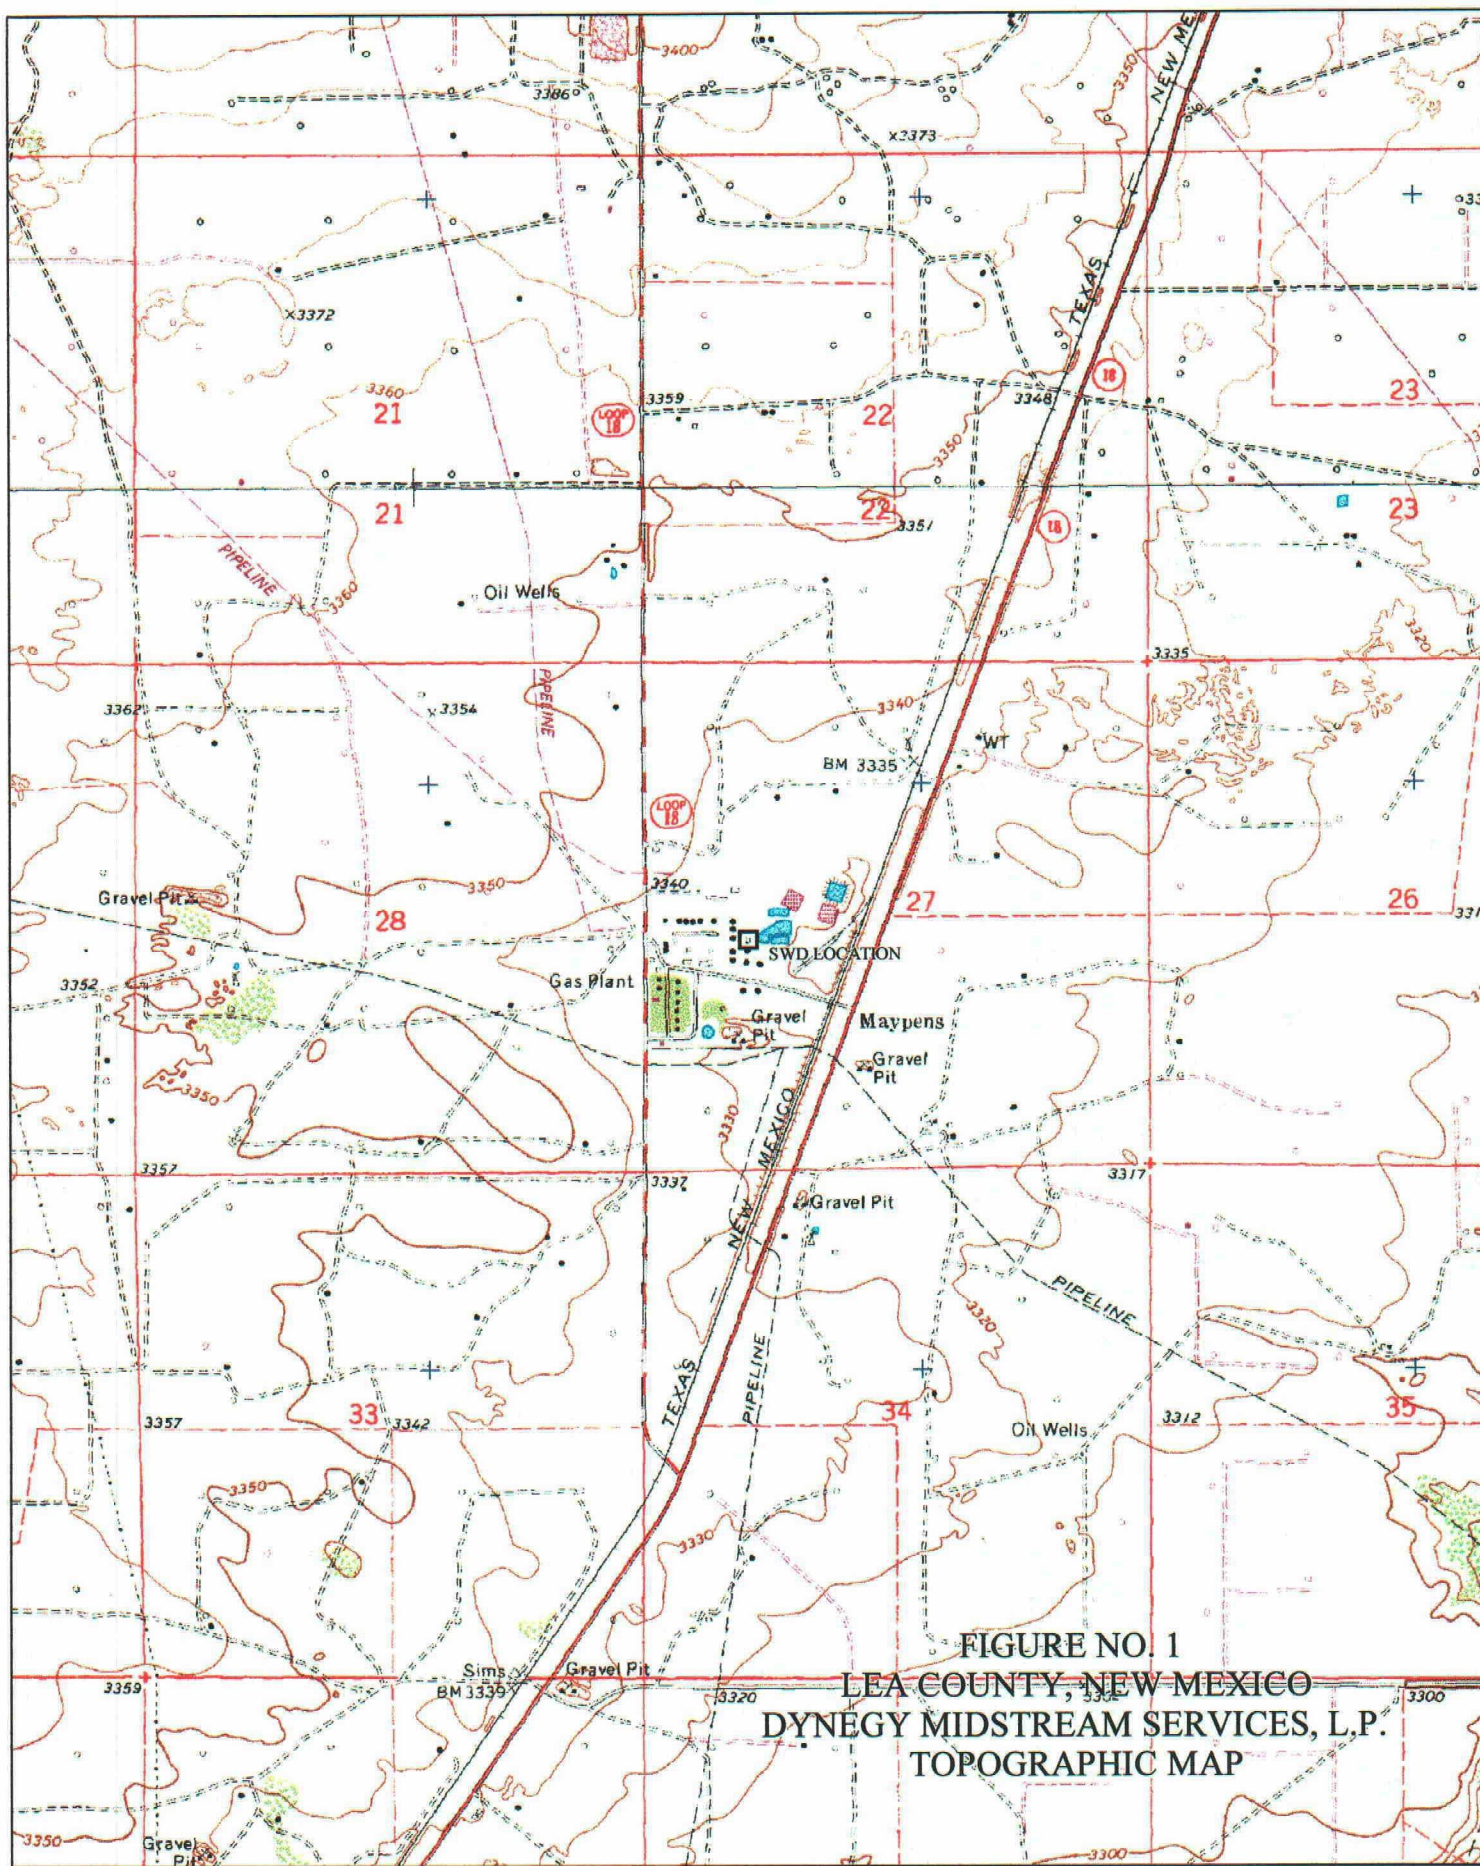 3400
3350
NEW ME
3386
x3373
x3372
TEXAS
3360
21
LOOP
18
3359
22
3348
18
23
3350
21
22
3351
18
23
PIPELINE
3360
Oil Wells
3320
3335
3362
x3354
PIPELINE
3340
WT
BM 3335
LOOP
18
3350
3340
Gravel Pit
28
27
26
SWD LOCATION
3352
Gas Plant
Gravel
Pit
Maypens
Gravel
Pit
3350
3330
NEW MEXICO
3357
3337
3317
Gravel Pit
PIPELINE
3320
TEXAS
PIPELINE
3357
33
3342
34
3312
35
Oil Wells
3350
3330
FIGURE NO. 1
Sims
Gravel Pit
3359
BM 3339
3320
LEA COUNTY, NEW MEXICO
3300
DYNEGY MIDSTREAM SERVICES, L.P.
TOPOGRAPHIC MAP
3350
Gravel
Pit
3300